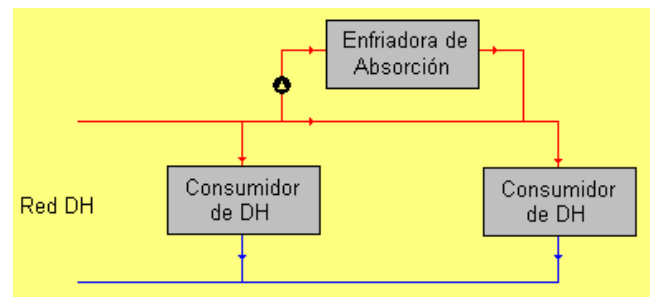 Enfriadora de
Absorción
Consumidor
de DH
Consumidor
de DH
Red DH